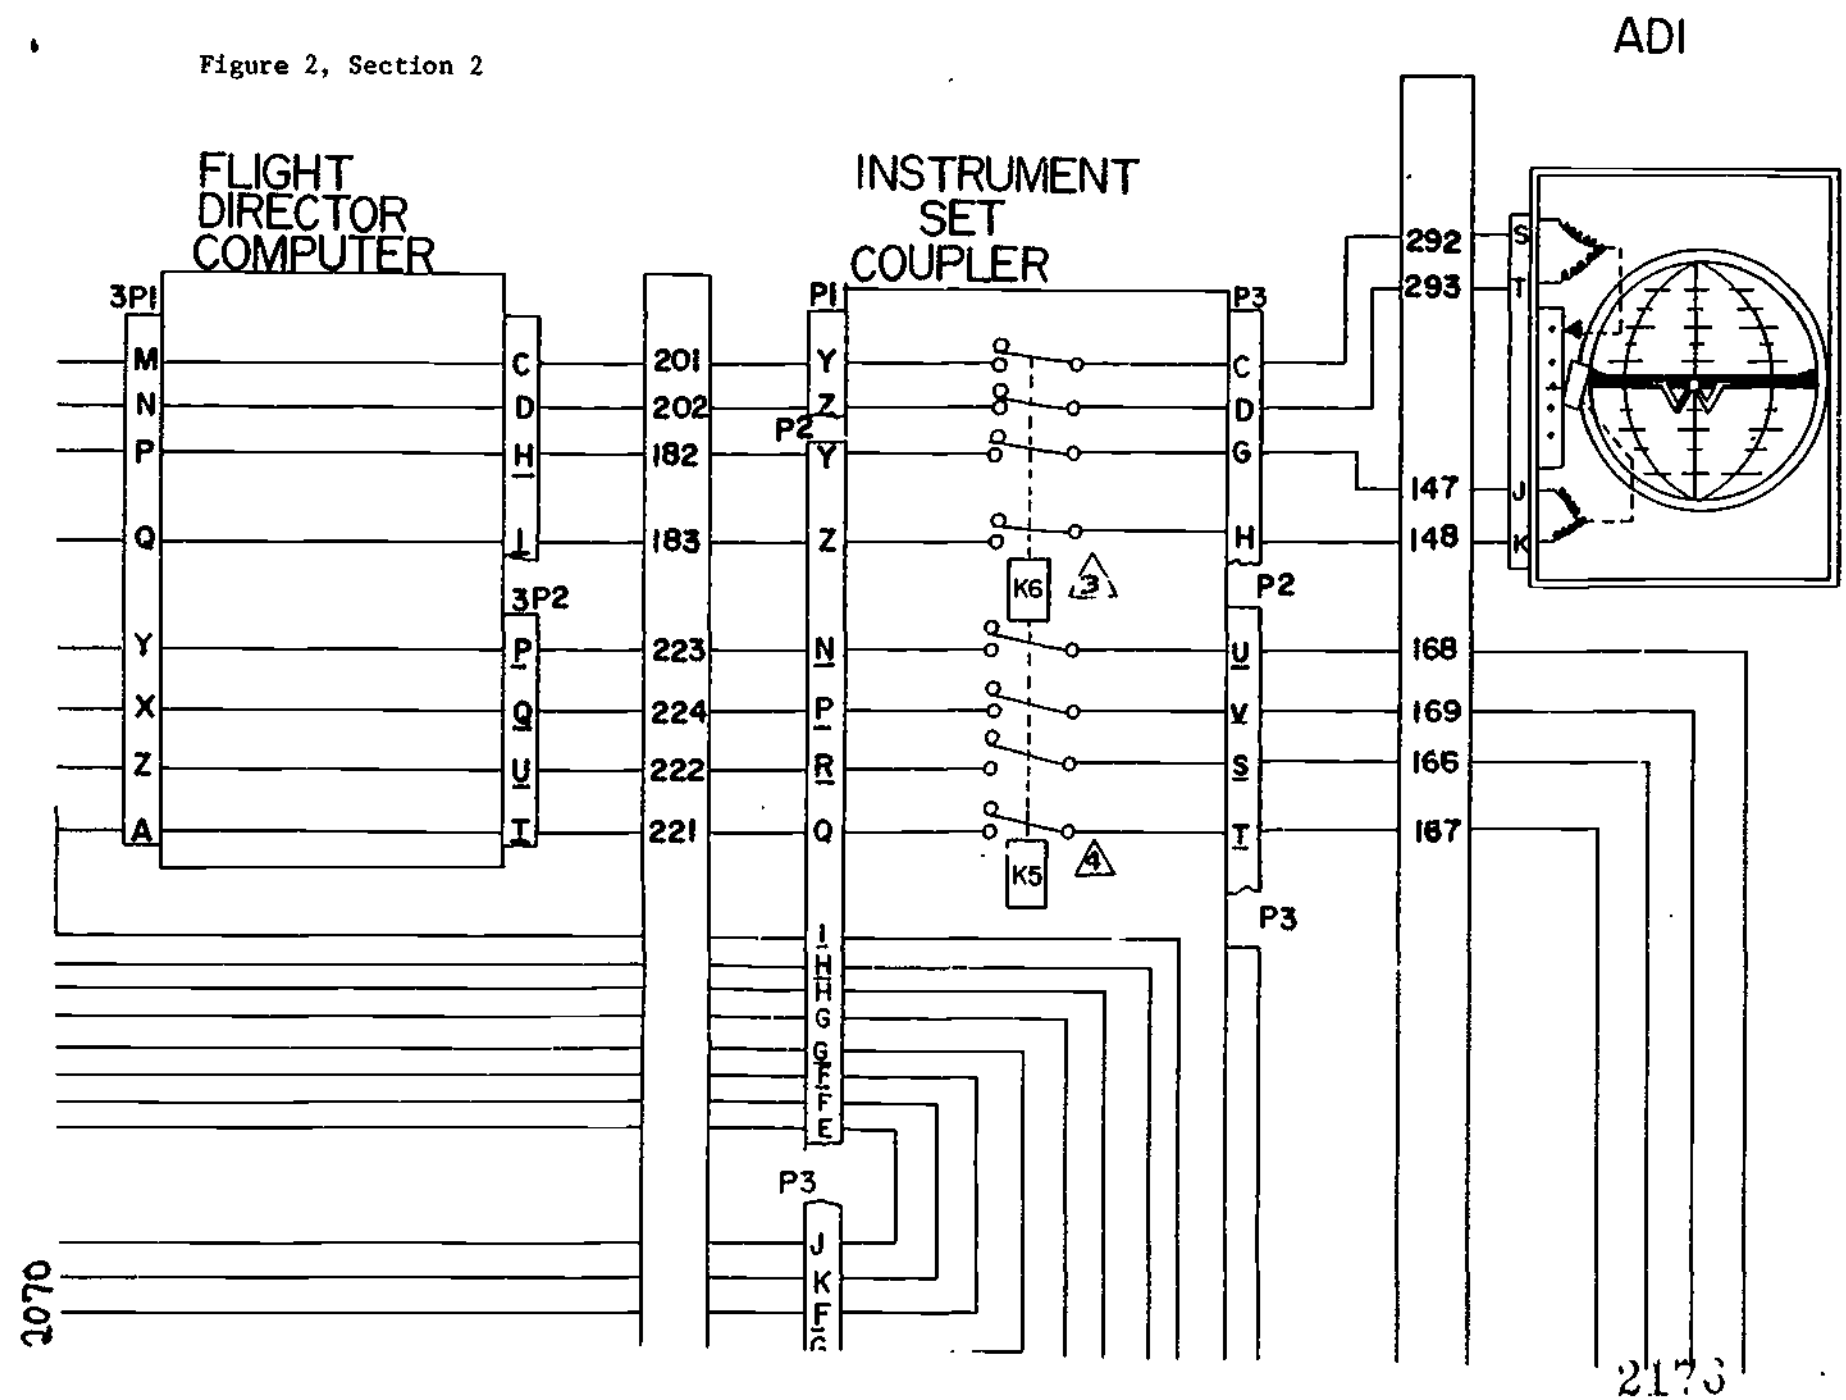 ADI
Figure 2, Section 2
FLIGHT
DIRECTOR
COMPUTER
INSTRUMENT
SET
COUPLER
3P1
P1
P3
292
S
293
T
M
C
201
Y
C
N
D
202
Z
D
P2
P
H
182
Y
G
147
J
Q
I
183
Z
H
148
K
K6
3
P2
3P2
Y
P
223
N
U
168
X
Q
224
P
V
169
Z
U
222
R
S
166
A
T
221
Q
T
167
K5
4
P3
I
H
H
G
G
F
F
E
P3
J
K
F
2070